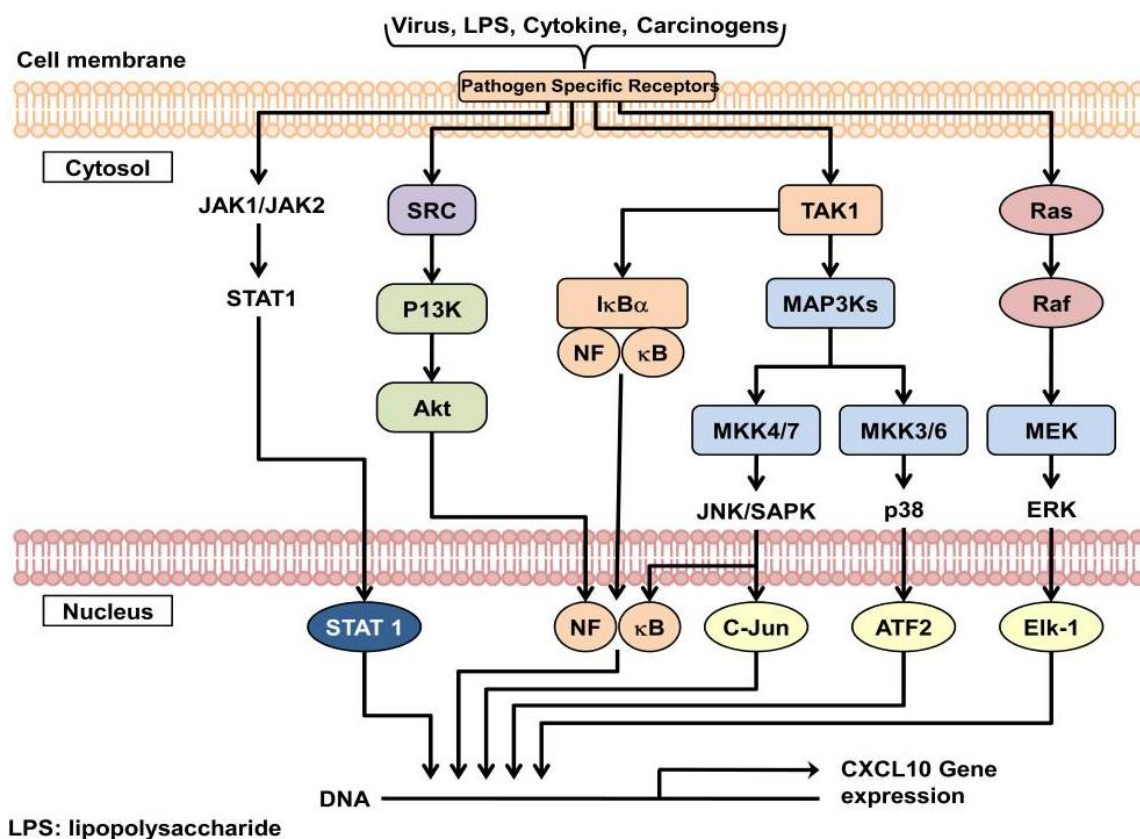 Virus, LPS, Cytokine, Carcinogens
Cell membrane
Pathogen Specific Receptors
Cytosol
JAK1/JAK2
SRC
TAK1
Ras
STAT1
P13K
IκBα
MAP3Ks
Raf
NF
κB
Akt
MKK4/7
MKK3/6
MEK
JNK/SAPK
p38
ERK
Nucleus
STAT 1
NF
κB
C-Jun
ATF2
Elk-1
DNA
CXCL10 Gene
expression
LPS: lipopolysaccharide